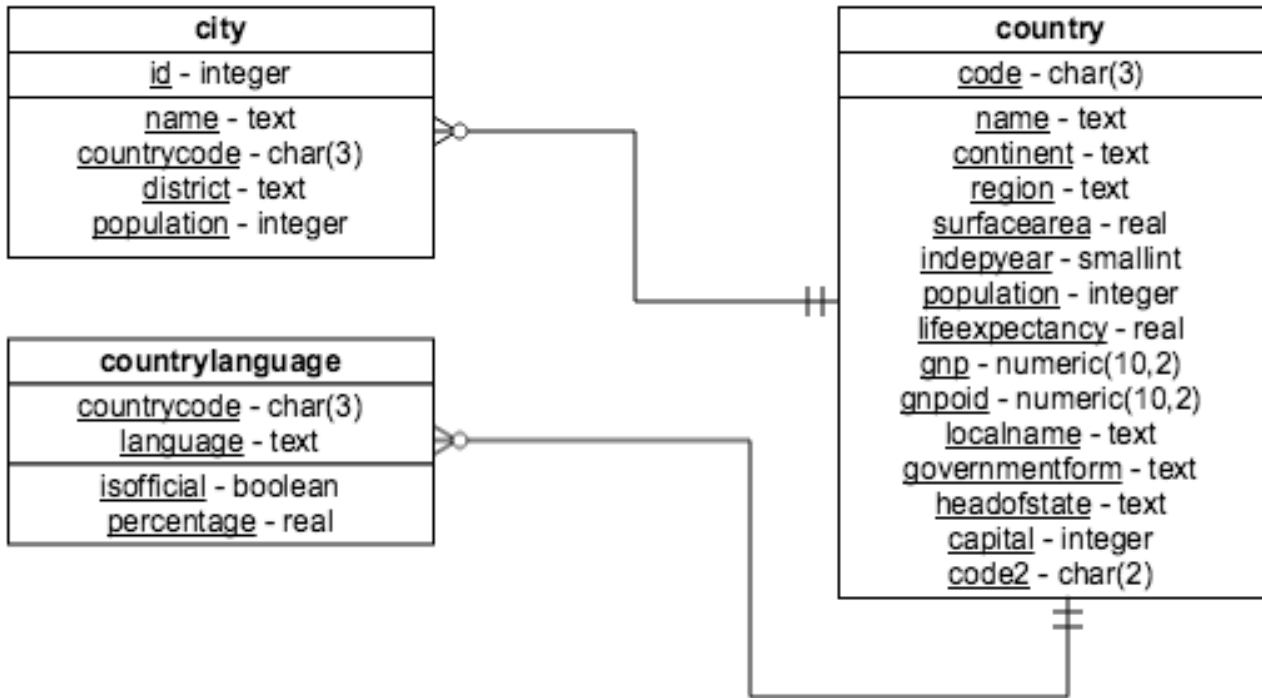 city
id - integer
name - text
countrycode - char(3)
district - text
population - integer
countrylanguage
countrycode - char(3)
language - text
isofficial - boolean
percentage - real
country
code - char(3)
name - text
continent - text
region - text
surfacearea - real
indepyear - smallint
population - integer
lifeexpectancy - real
gnp - numeric(10,2)
gnpoid - numeric(10,2)
localname - text
governmentform - text
headofstate - text
capital - integer
code2 - char(2)